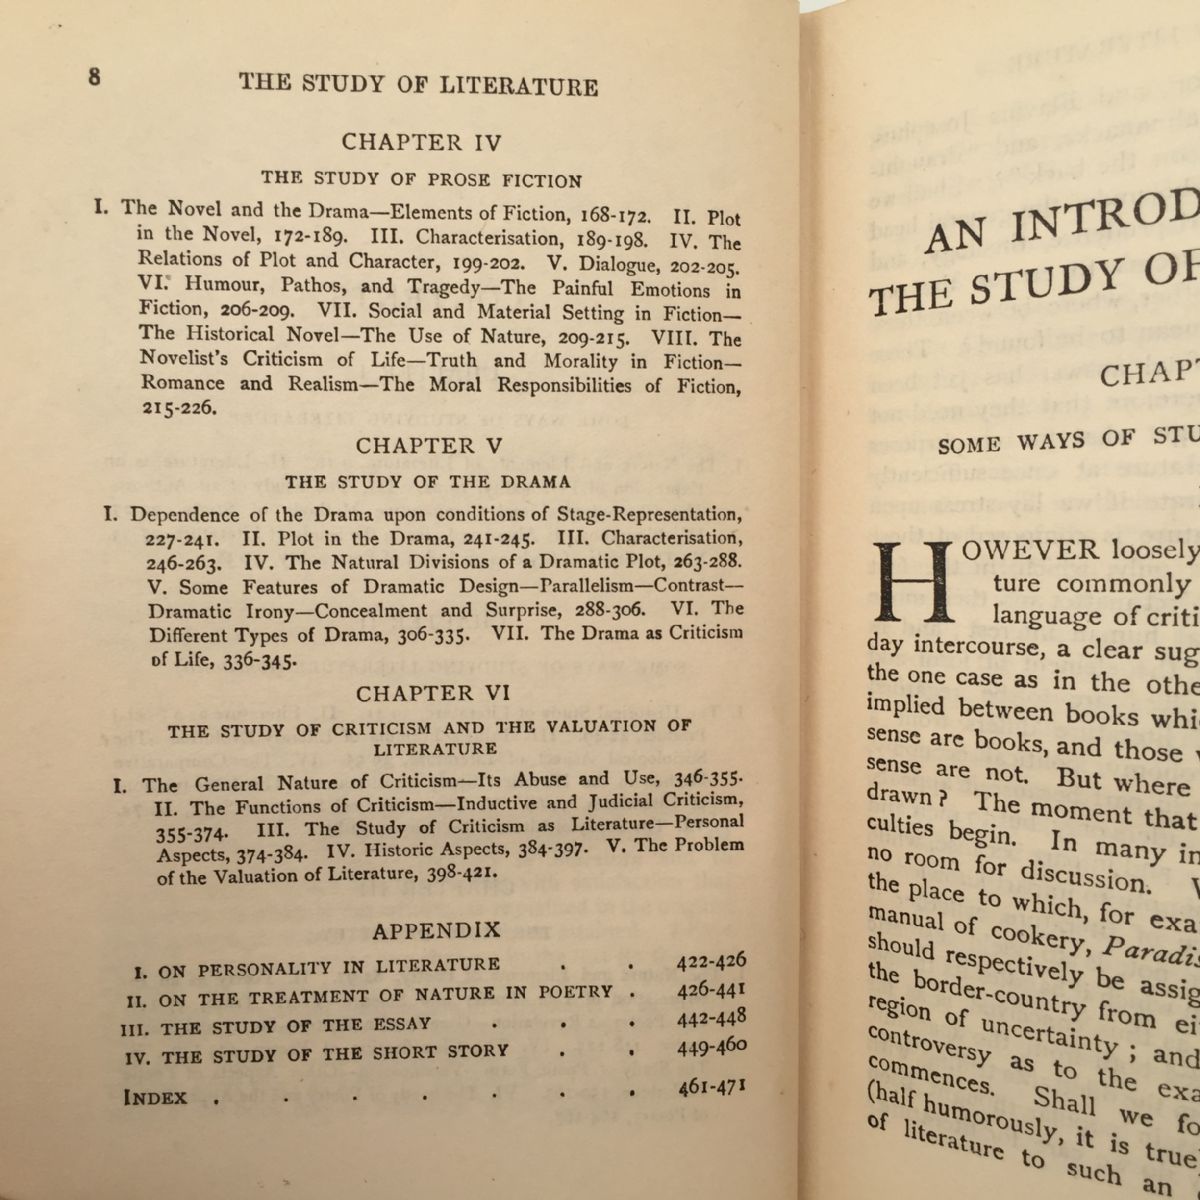 8
THE STUDY OF LITERATURE
CHAPTER IV
THE STUDY OF PROSE FICTION
I. The Novel and the Drama—Elements of Fiction, 168-172. II. Plot
in the Novel, 172-189. III. Characterisation, 189-198. IV. The
Relations of Plot and Character, 199-202. V. Dialogue, 202-205.
VI. Humour, Pathos, and Tragedy—The Painful Emotions in
Fiction, 206-209. VII. Social and Material Setting in Fiction—
The Historical Novel—The Use of Nature, 209-215. VIII. The
Novelist's Criticism of Life—Truth and Morality in Fiction—
Romance and Realism—The Moral Responsibilities of Fiction,
215-226.
CHAPTER V
THE STUDY OF THE DRAMA
I. Dependence of the Drama upon conditions of Stage-Representation,
227-241. II. Plot in the Drama, 241-245. III. Characterisation,
246-263. IV. The Natural Divisions of a Dramatic Plot, 263-288.
V. Some Features of Dramatic Design—Parallelism—Contrast—
Dramatic Irony—Concealment and Surprise, 288-306. VI. The
Different Types of Drama, 306-335. VII. The Drama as Criticism
of Life, 336-345.
CHAPTER VI
THE STUDY OF CRITICISM AND THE VALUATION OF
LITERATURE
I. The General Nature of Criticism—Its Abuse and Use, 346-355.
II. The Functions of Criticism—Inductive and Judicial Criticism,
355-374. III. The Study of Criticism as Literature—Personal
Aspects, 374-384. IV. Historic Aspects, 384-397. V. The Problem
of the Valuation of Literature, 398-421.
APPENDIX
I. ON PERSONALITY IN LITERATURE . . 422-426
II. ON THE TREATMENT OF NATURE IN POETRY . 426-441
III. THE STUDY OF THE ESSAY . . . 442-448
IV. THE STUDY OF THE SHORT STORY . . 449-460
INDEX . . . . . . . 461-471
AN INTROD
THE STUDY OF
CHAPT
SOME WAYS OF STU
HOWEVER loosely
ture commonly
language of criti
day intercourse, a clear sug
the one case as in the othe
implied between books whi
sense are books, and those
sense are not. But where
drawn? The moment that
culties begin. In many in
no room for discussion.
the place to which, for exa
manual of cookery, Paradis
should respectively be assig
the border-country from ei
region of uncertainty; and
controversy as to the exa
commences. Shall we fo
(half humorously, it is true
of literature to such an